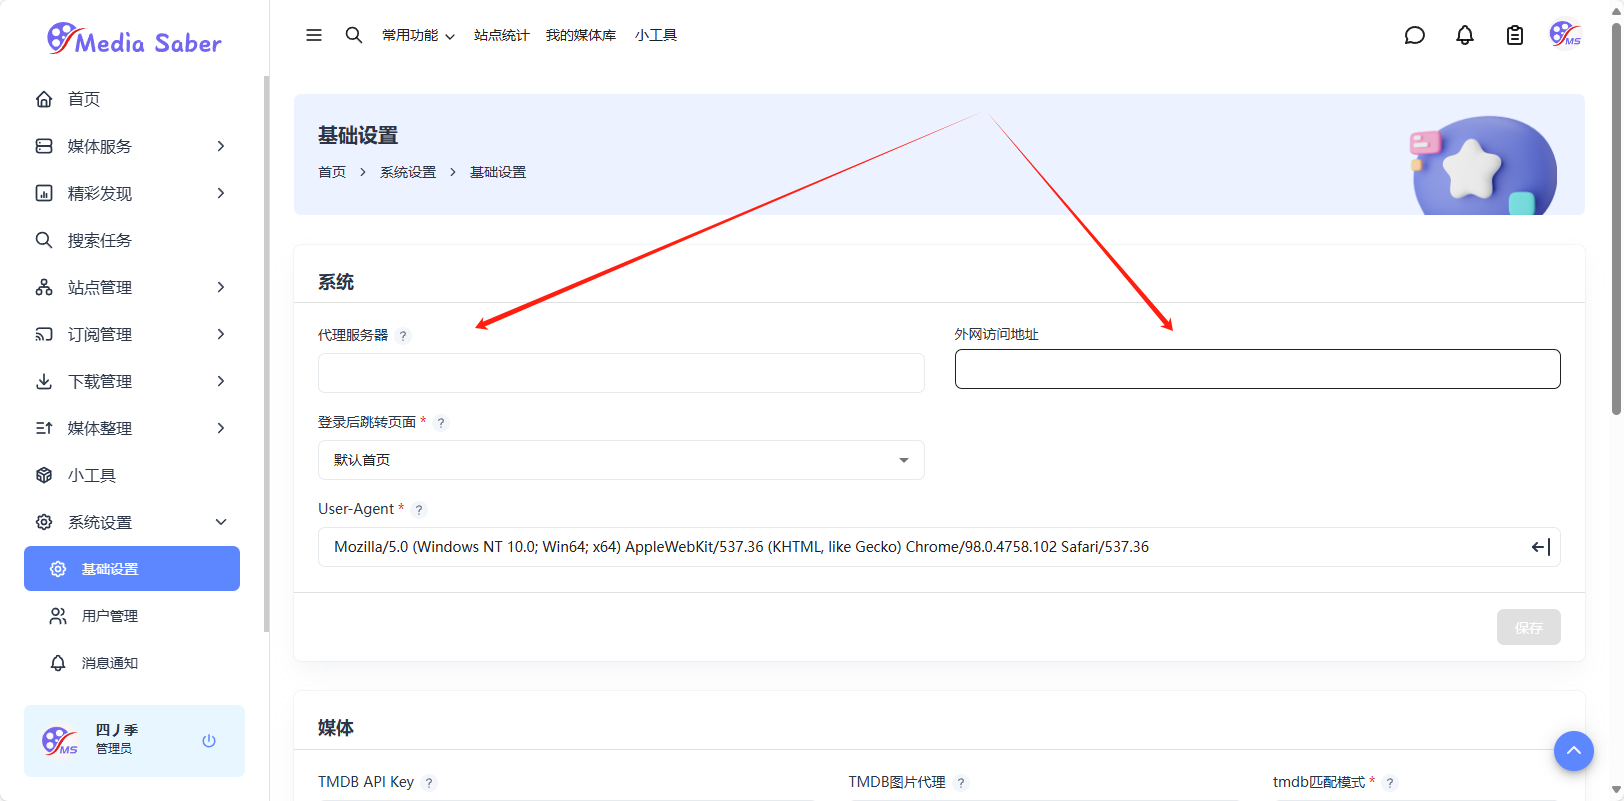 Media Saber
首页
媒体服务
精彩发现
搜索任务
站点管理
订阅管理
下载管理
媒体整理
小工具
系统设置
基础设置
用户管理
消息通知
四丿季
管理员
MS
常用功能
站点统计
我的媒体库
小工具
MS
基础设置
首页 > 系统设置 > 基础设置
系统
代理服务器 ?
外网访问地址
登录后跳转页面 * ?
默认首页
User-Agent * ?
Mozilla/5.0 (Windows NT 10.0; Win64; x64) AppleWebKit/537.36 (KHTML, like Gecko) Chrome/98.0.4758.102 Safari/537.36
保存
媒体
TMDB API Key ?
TMDB图片代理 ?
tmdb匹配模式 * ?